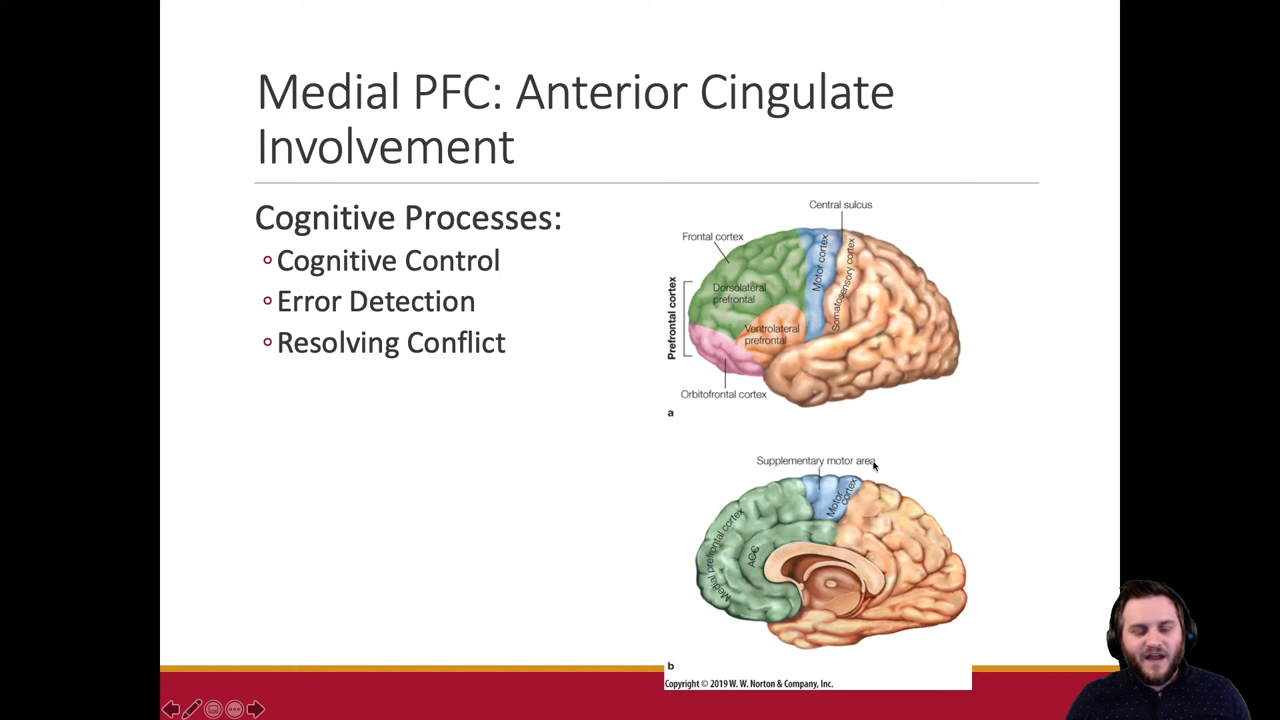 Medial PFC: Anterior Cingulate
Involvement
Cognitive Processes:
Cognitive Control
Error Detection
Resolving Conflict
Central sulcus
Frontal cortex
Motor cortex
Somatosensory cortex
Prefrontal cortex
Dorsolateral
prefrontal
Ventrolateral
prefrontal
Orbitofrontal cortex
a
Supplementary motor area
Motor
cortex
Medial prefrontal cortex
ACC
b
Copyright © 2019 W. W. Norton & Company, Inc.